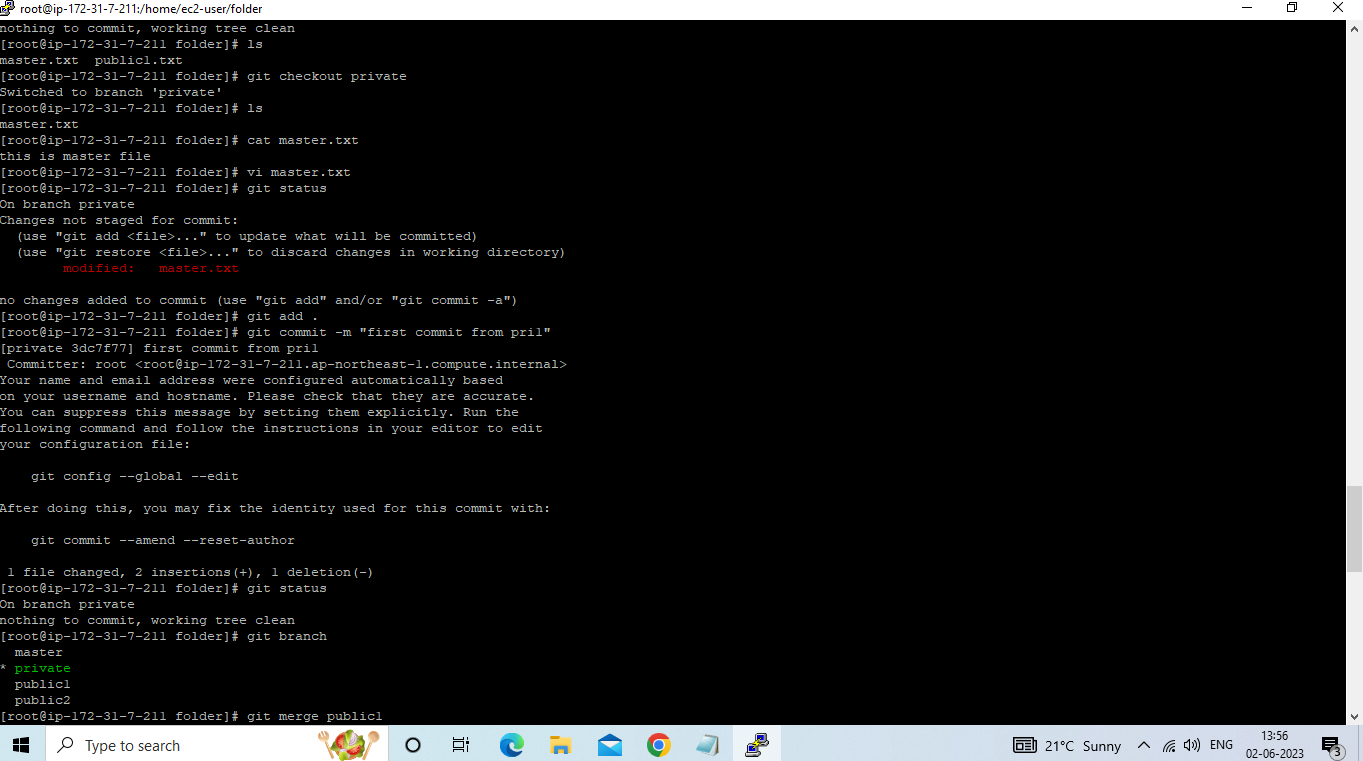 root@ip-172-31-7-211:/home/ec2-user/folder
nothing to commit, working tree clean
[root@ip-172-31-7-211 folder]# ls
master.txt  public1.txt
[root@ip-172-31-7-211 folder]# git checkout private
Switched to branch 'private'
[root@ip-172-31-7-211 folder]# ls
master.txt
[root@ip-172-31-7-211 folder]# cat master.txt
this is master file
[root@ip-172-31-7-211 folder]# vi master.txt
[root@ip-172-31-7-211 folder]# git status
On branch private
Changes not staged for commit:
  (use "git add <file>..." to update what will be committed)
  (use "git restore <file>..." to discard changes in working directory)
        modified:   master.txt
no changes added to commit (use "git add" and/or "git commit -a")
[root@ip-172-31-7-211 folder]# git add .
[root@ip-172-31-7-211 folder]# git commit -m "first commit from pri1"
[private 3dc7f77] first commit from pri1
 Committer: root <root@ip-172-31-7-211.ap-northeast-1.compute.internal>
Your name and email address were configured automatically based
on your username and hostname. Please check that they are accurate.
You can suppress this message by setting them explicitly. Run the
following command and follow the instructions in your editor to edit
your configuration file:
    git config --global --edit
After doing this, you may fix the identity used for this commit with:
    git commit --amend --reset-author
 1 file changed, 2 insertions(+), 1 deletion(-)
[root@ip-172-31-7-211 folder]# git status
On branch private
nothing to commit, working tree clean
[root@ip-172-31-7-211 folder]# git branch
  master
* private
  public1
  public2
[root@ip-172-31-7-211 folder]# git merge public1
Type to search
21°C Sunny
ENG
13:56
02-06-2023
3